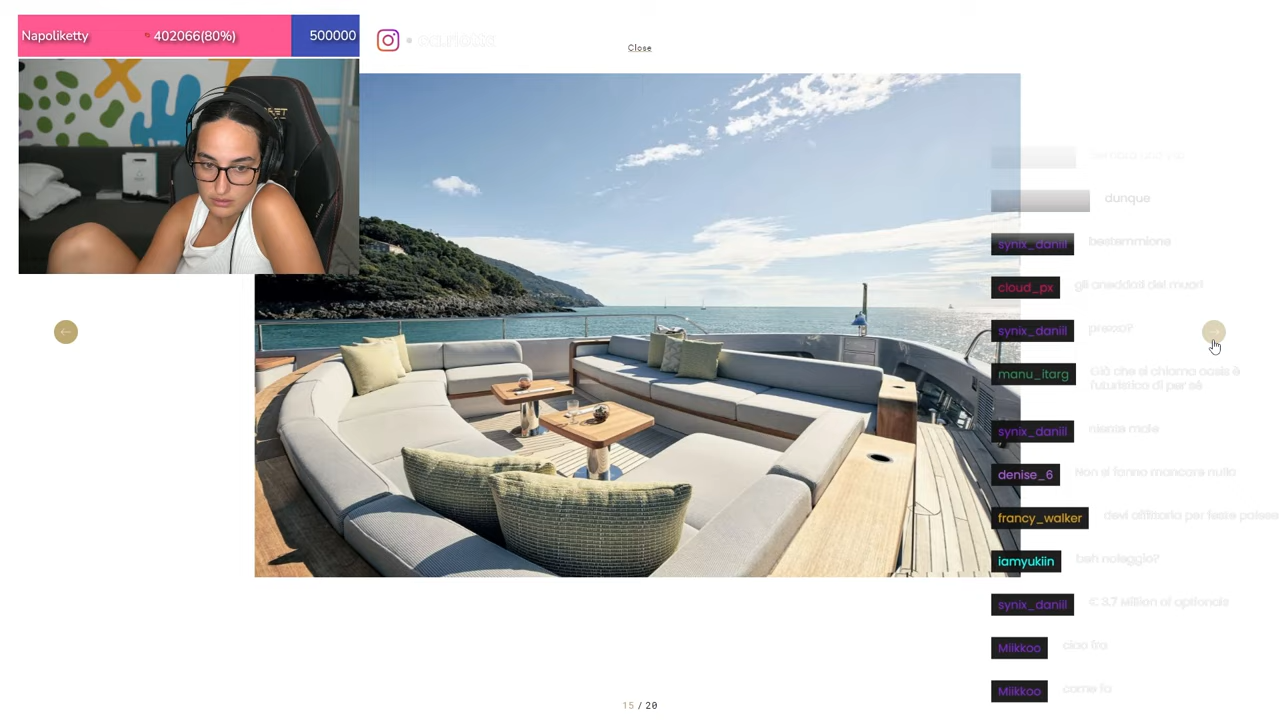 Napoliketty
402066(80%)
500000
Close
dunque
synix_daniil bestemmione
cloud_px gli aneddoti dei muori
synix_daniil prezzo?
manu_itarg Già che si chiama oasis è
futuristico di per sè
synix_daniil niente male
denise_6 Non si fanno mancare nulla
francy_walker devi affittarlo per feste
iamyukiin beh noleggio?
synix_daniil € 3.7 Million of optionals
Miikkoo ciao fra
Miikkoo come fa
15 / 20